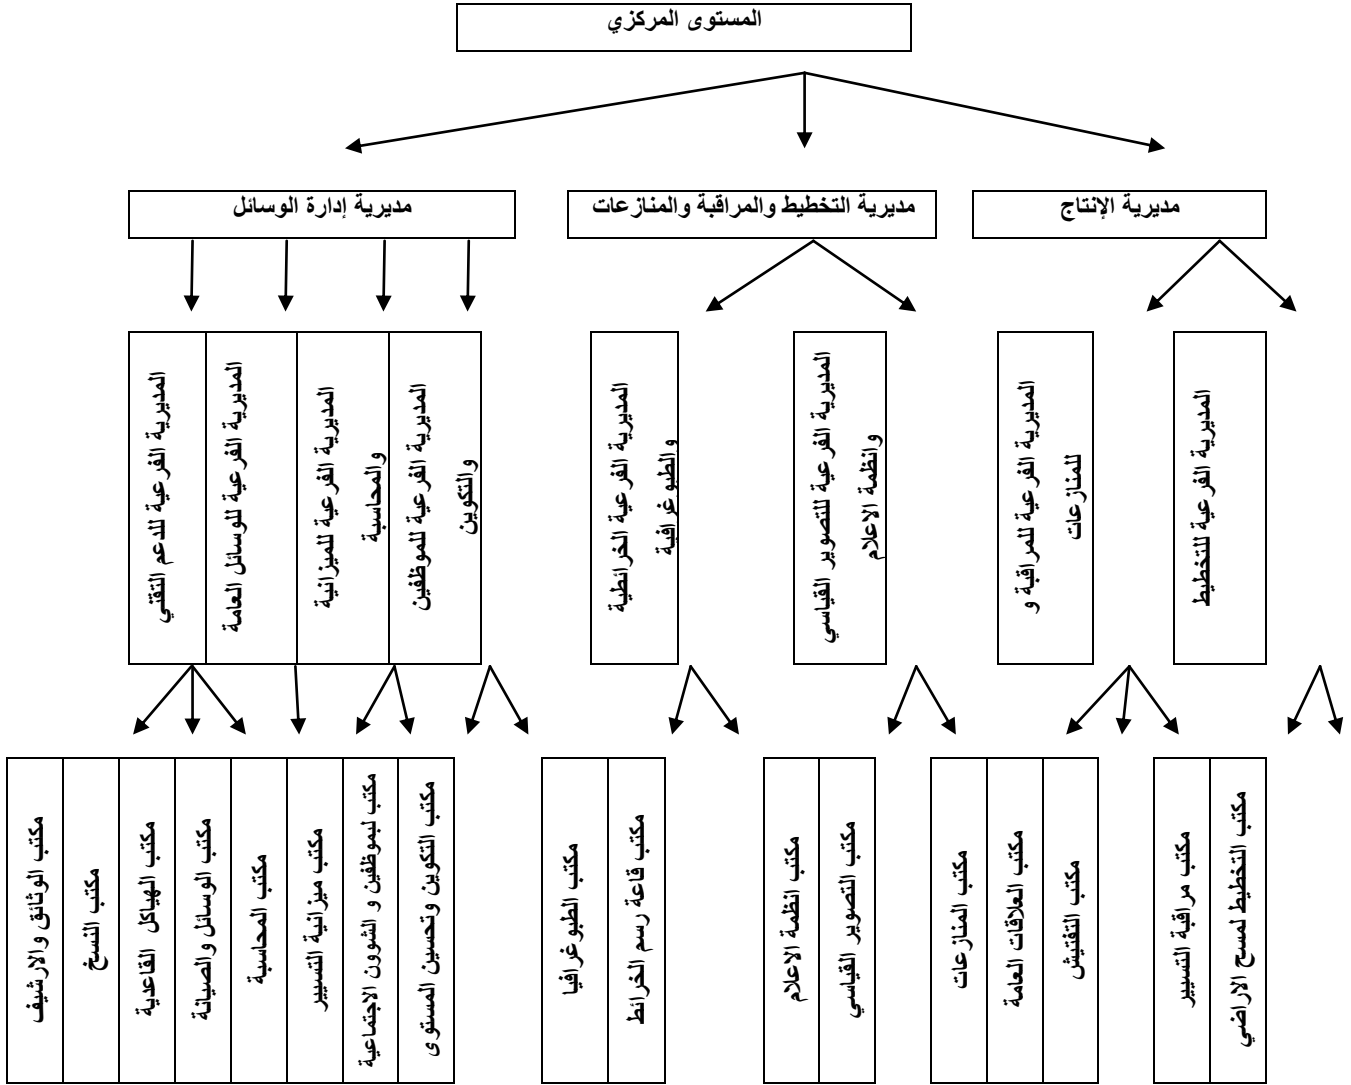 المستوى المركزي
مديرية الإنتاج
مديرية التخطيط والمراقبة والمنازعات
مديرية إدارة الوسائل
المديرية الفرعية للتخطيط
المديرية الفرعية للمراقبة و
للمنازعات
المديرية الفرعية للتصوير القياسي
وانظمة الاعلام
المديرية الفرعية الخرائطية
والطبوغرافية
المديرية الفرعية للموظفين
والتكوين
المديرية الفرعية للميزانية
والمحاسبة
المديرية الفرعية للوسائل العامة
المديرية الفرعية للدعم التقني
مكتب التخطيط لمسح الاراضي
مكتب مراقبة التسيير
مكتب التفتيش
مكتب العلاقات العامة
مكتب المنازعات
مكتب التصوير القياسي
مكتب انظمة الاعلام
مكتب قاعة رسم الخرائط
مكتب الطبوغرافيا
مكتب التكوين وتحسين المستوى
مكتب لبموظفين و الشوون الاجتماعية
مكتب ميزانية التسيير
مكتب المحاسبة
مكتب الوسائل والصيانة
مكتب الهياكل القاعدية
مكتب النسخ
مكتب الوثائق والارشيف